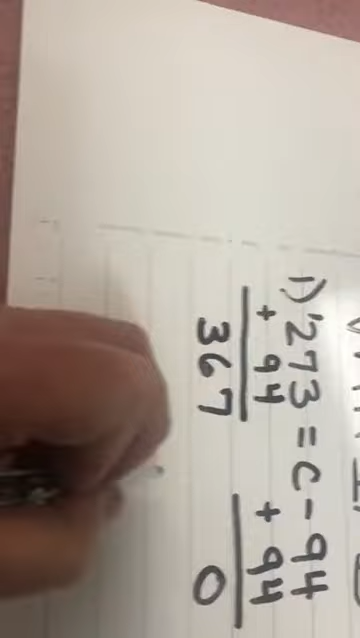 1) 273 = c - 94
+ 94 + 94
367 0